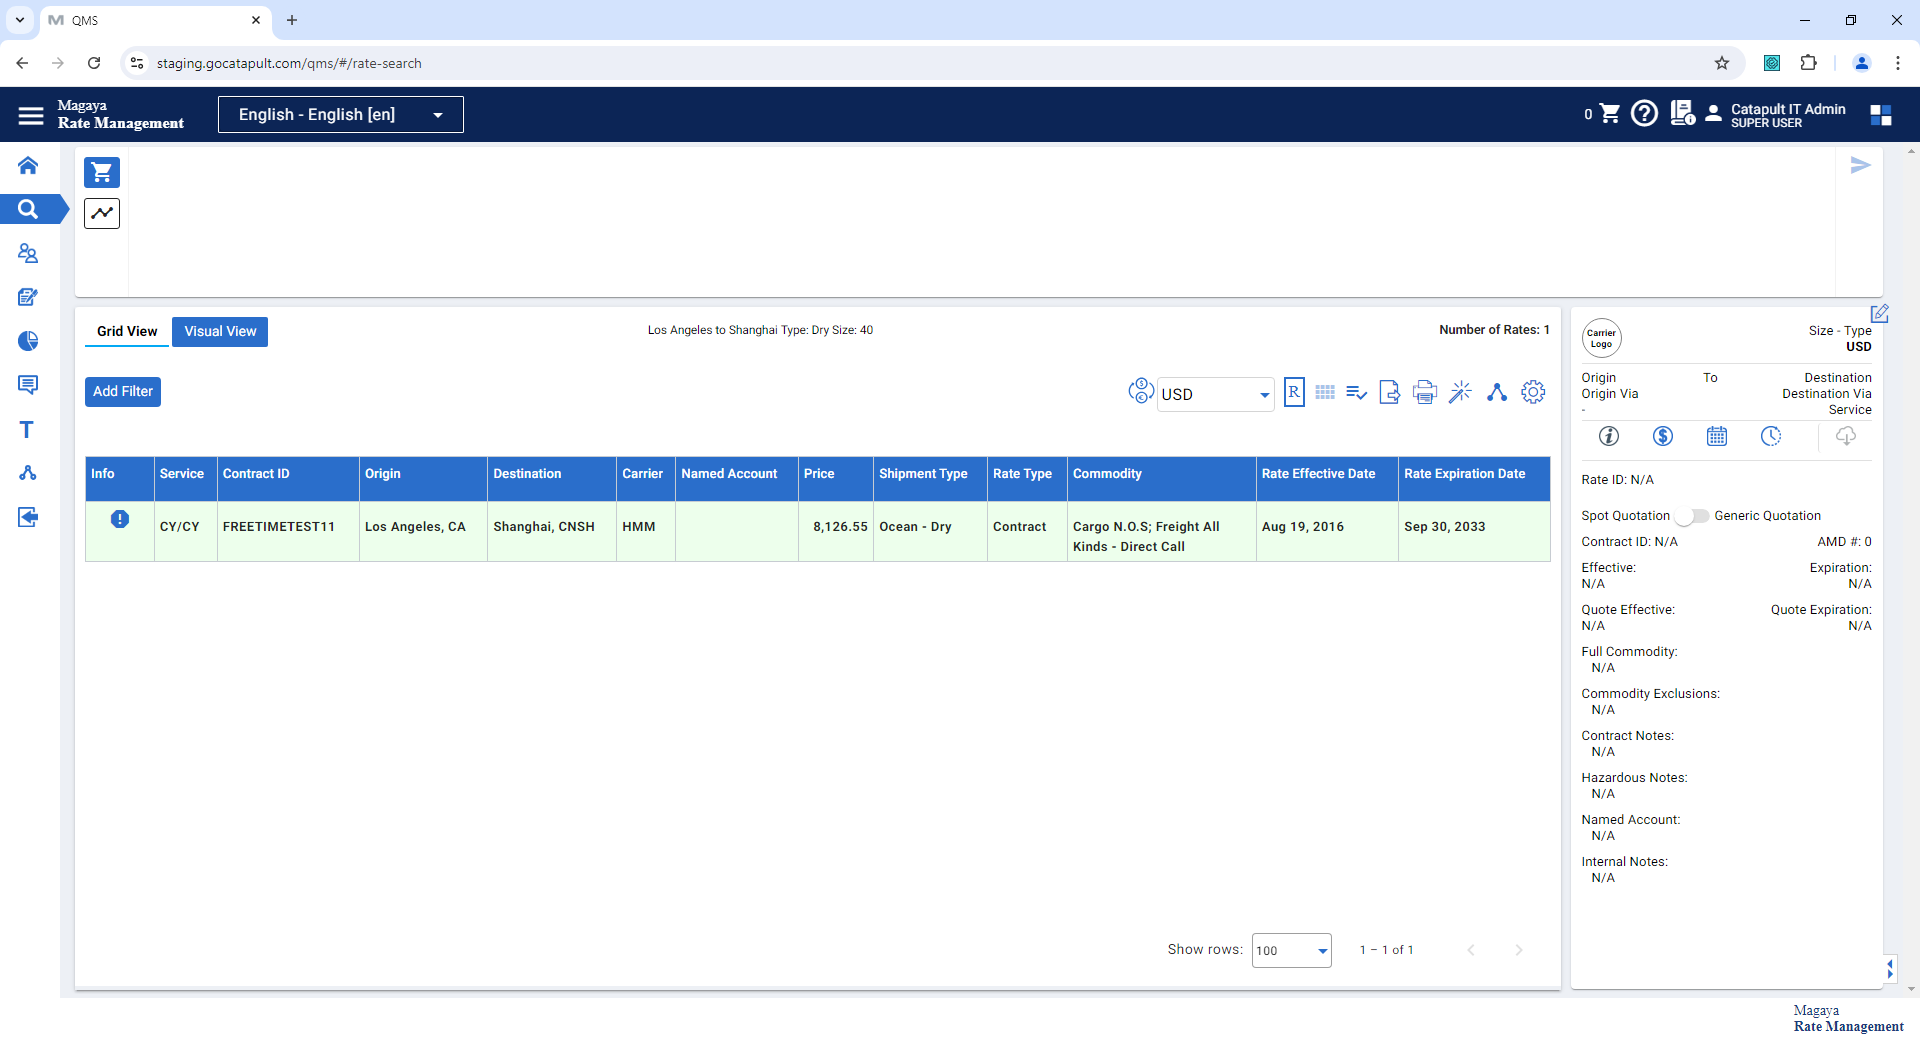 QMS
staging.gocatapult.com/qms/#/rate-search
Magaya
Rate Management
English - English [en]
0
Catapult IT Admin
SUPER USER
Grid View
Visual View
Los Angeles to Shanghai Type: Dry Size: 40
Number of Rates: 1
Add Filter
USD
R
Info Service Contract ID Origin Destination Carrier Named Account Price Shipment Type Rate Type Commodity Rate Effective Date Rate Expiration Date
CY/CY FREETIMETEST11 Los Angeles, CA Shanghai, CNSH HMM 8,126.55 Ocean - Dry Contract Cargo N.O.S; Freight All Aug 19, 2016 Sep 30, 2033
Kinds - Direct Call
Show rows: 100 1 – 1 of 1
Carrier
Logo
Size - Type
USD
Origin To Destination
Origin Via Destination Via
- Service
Rate ID: N/A
Spot Quotation Generic Quotation
Contract ID: N/A AMD #: 0
Effective: Expiration:
N/A N/A
Quote Effective: Quote Expiration:
N/A N/A
Full Commodity:
N/A
Commodity Exclusions:
N/A
Contract Notes:
N/A
Hazardous Notes:
N/A
Named Account:
N/A
Internal Notes:
N/A
Magaya
Rate Management